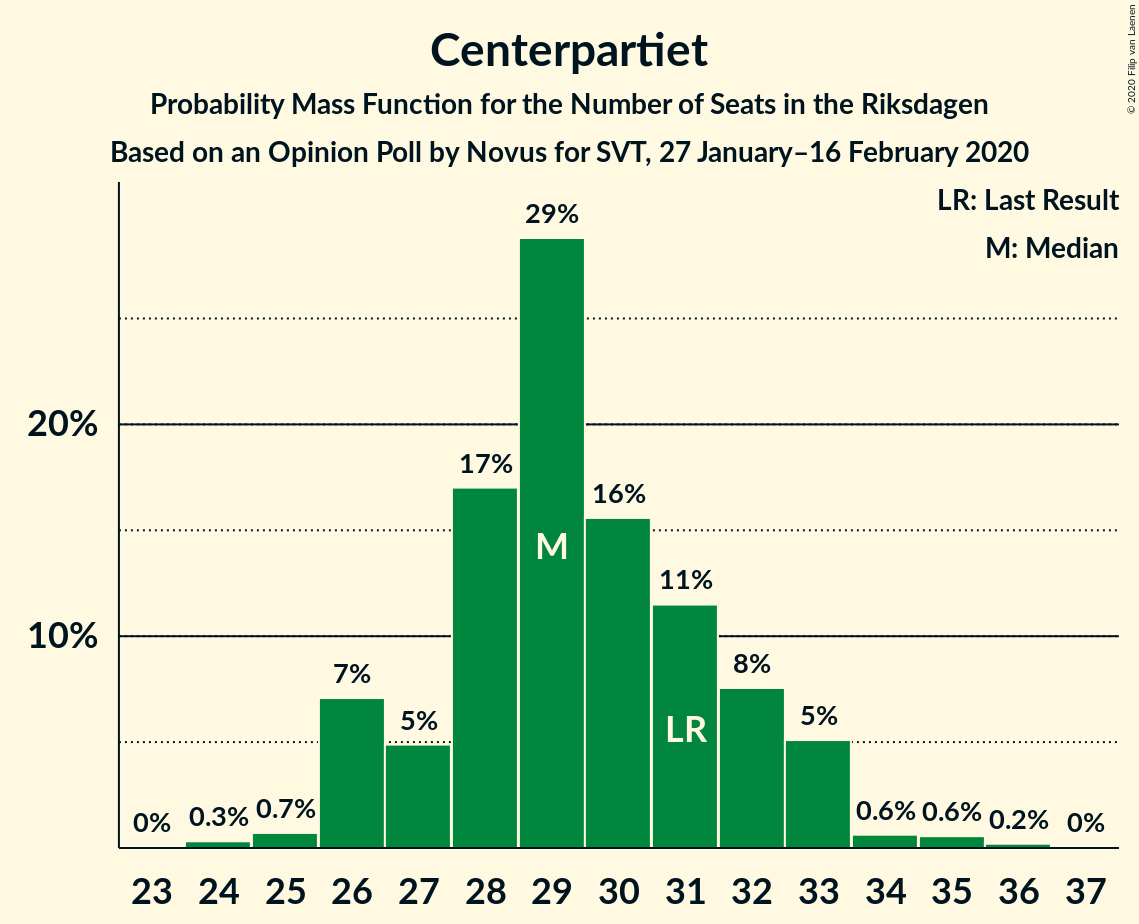 Centerpartiet
Probability Mass Function for the Number of Seats in the Riksdagen
Based on an Opinion Poll by Novus for SVT, 27 January–16 February 2020
© 2020 Filip van Laenen
LR: Last Result
M: Median
20%
10%
0%
0.3%
0.7%
7%
5%
17%
29%
16%
11%
8%
5%
0.6%
0.6%
0.2%
0%
M
LR
23 24 25 26 27 28 29 30 31 32 33 34 35 36 37